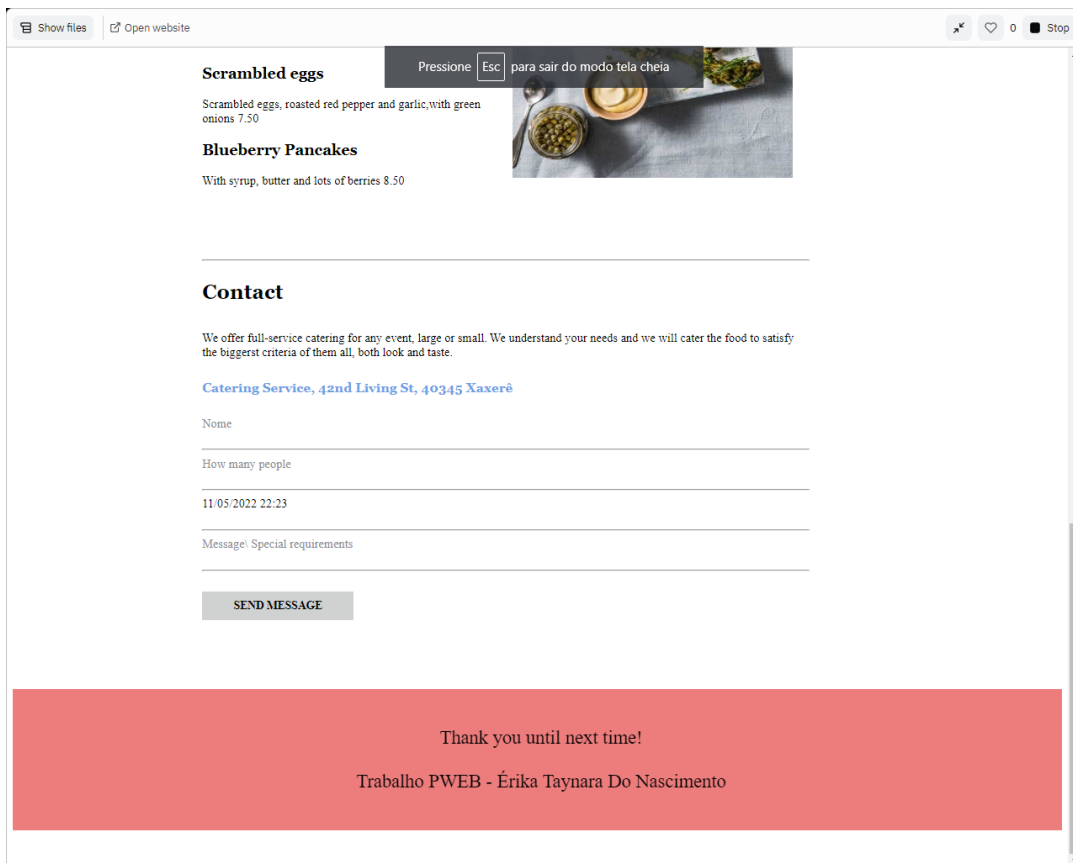 Show files Open website 0 Stop
Pressione Esc para sair do modo tela cheia
Scrambled eggs
Scrambled eggs, roasted red pepper and garlic,with green
onions 7.50
Blueberry Pancakes
With syrup, butter and lots of berries 8.50
Contact
We offer full-service catering for any event, large or small. We understand your needs and we will cater the food to satisfy
the biggerst criteria of them all, both look and taste.
Catering Service, 42nd Living St, 40345 Xaxerê
Nome
How many people
11/05/2022 22:23
Message\ Special requirements
SEND MESSAGE
Thank you until next time!
Trabalho PWEB - Érika Taynara Do Nascimento